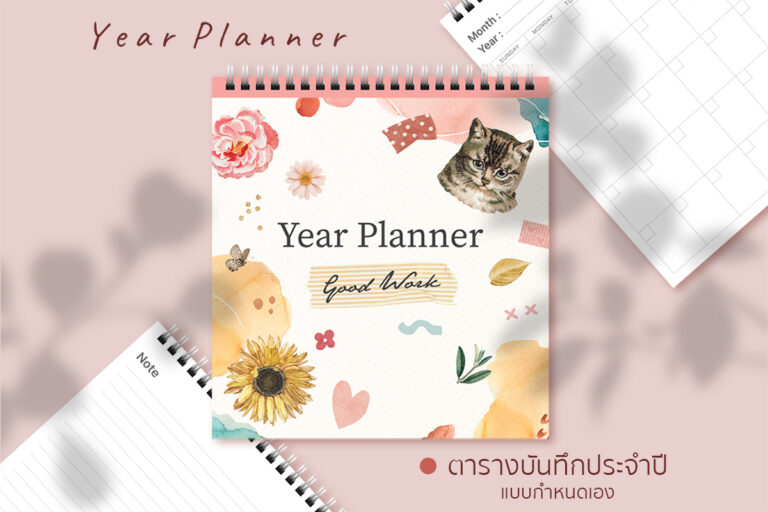 Year Planner
Month :
Year :
SUNDAY
MONDAY
TUESDAY
Year Planner
Good Work
Note
ตารางบันทึกประจำปี
แบบกำหนดเอง